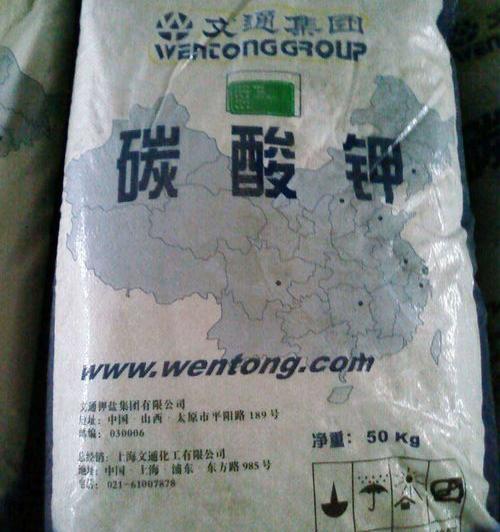 文通集团
WENTONGGROUP
碳酸钾
www.wentong.com
文通钾盐集团有限公司
地址：中国·山西·太原市平阳路189号
邮编：030006
净重：50 Kg
总经销：上海文通化工有限公司
地址：中国·上海·浦东·东方路985号
电话：021-61007878